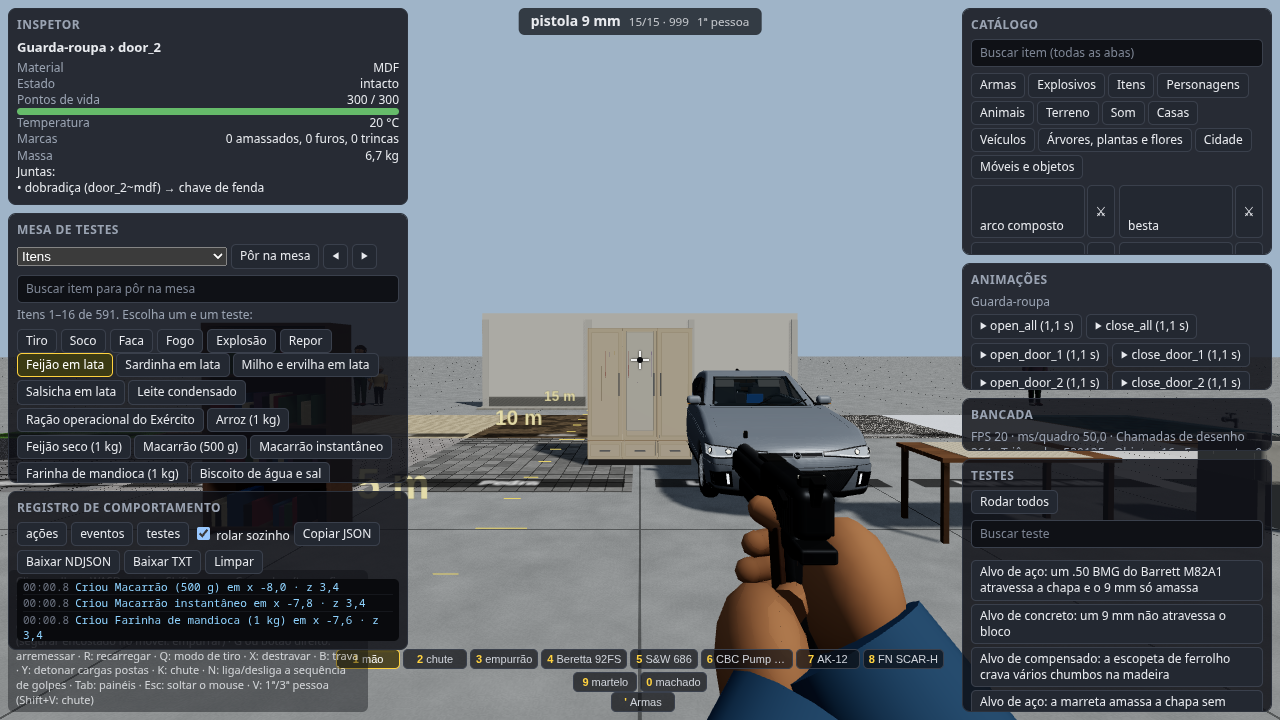 INSPETOR
Guarda-roupa › door_2
Material MDF
Estado intacto
Pontos de vida 300 / 300
Temperatura 20 °C
Marcas 0 amassados, 0 furos, 0 trincas
Massa 6,7 kg
Juntas:
• dobradiça (door_2~mdf) → chave de fenda
MESA DE TESTES
Itens Pôr na mesa
Buscar item para pôr na mesa
Itens 1–16 de 591. Escolha um e um teste:
Tiro Soco Faca Fogo Explosão Repor
Feijão em lata Sardinha em lata Milho e ervilha em lata
Salsicha em lata Leite condensado
Ração operacional do Exército Arroz (1 kg)
Feijão seco (1 kg) Macarrão (500 g) Macarrão instantâneo
Farinha de mandioca (1 kg) Biscoito de água e sal
REGISTRO DE COMPORTAMENTO
ações eventos testes rolar sozinho Copiar JSON
Baixar NDJSON Baixar TXT Limpar
00:00.8 Criou Macarrão (500 g) em x -8,0 · z 3,4
00:00.8 Criou Macarrão instantâneo em x -7,8 · z 3,4
00:00.8 Criou Farinha de mandioca (1 kg) em x -7,6 · z
3,4
arremessar · R: recarregar · Q: modo de tiro · X: destravar · B: trava
· Y: detonar cargas postas · K: chute · N: liga/desliga a sequência
de golpes · Tab: painéis · Esc: soltar o mouse · V: 1ª/3ª pessoa
(Shift+V: chute)
pistola 9 mm 15/15 · 999 1ª pessoa
15 m
10 m
5 m
1 mão 2 chute 3 empurrão 4 Beretta 92FS 5 S&W 686 6 CBC Pump ... 7 AK-12 8 FN SCAR-H
9 martelo 0 machado
' Armas
CATÁLOGO
Buscar item (todas as abas)
Armas Explosivos Itens Personagens
Animais Terreno Som Casas
Veículos Árvores, plantas e flores Cidade
Móveis e objetos
arco composto besta
ANIMAÇÕES
Guarda-roupa
open_all (1,1 s) close_all (1,1 s)
open_door_1 (1,1 s) close_door_1 (1,1 s)
open_door_2 (1,1 s) close_door_2 (1,1 s)
BANCADA
FPS 20 · ms/quadro 50,0 · Chamadas de desenho
TESTES
Rodar todos
Buscar teste
Alvo de aço: um .50 BMG do Barrett M82A1
atravessa a chapa e o 9 mm só amassa
Alvo de concreto: um 9 mm não atravessa o
bloco
Alvo de compensado: a escopeta de ferrolho
crava vários chumbos na madeira
Alvo de aço: a marreta amassa a chapa sem